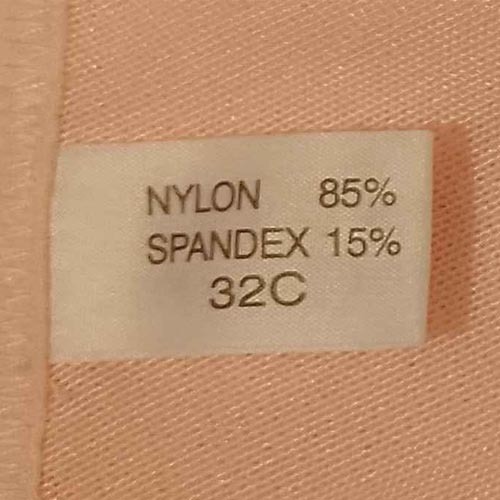 NYLON 85%
SPANDEX 15%
32C